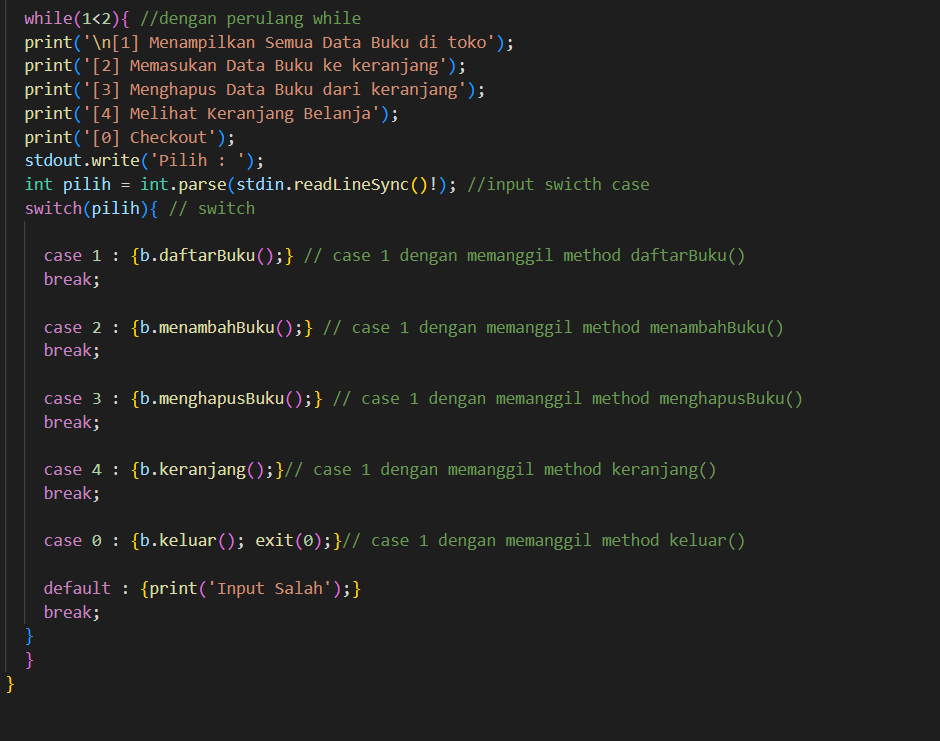 while(1<2){ //dengan perulang while
print('\n[1] Menampilkan Semua Data Buku di toko');
print('[2] Memasukan Data Buku ke keranjang');
print('[3] Menghapus Data Buku dari keranjang');
print('[4] Melihat Keranjang Belanja');
print('[0] Checkout');
stdout.write('Pilih : ');
int pilih = int.parse(stdin.readLineSync()!); //input swicth case
switch(pilih){ // switch
case 1 : {b.daftarBuku();} // case 1 dengan memanggil method daftarBuku()
break;
case 2 : {b.menambahBuku();} // case 1 dengan memanggil method menambahBuku()
break;
case 3 : {b.menghapusBuku();} // case 1 dengan memanggil method menghapusBuku()
break;
case 4 : {b.keranjang();}// case 1 dengan memanggil method keranjang()
break;
case 0 : {b.keluar(); exit(0);}// case 1 dengan memanggil method keluar()
default : {print('Input Salah');}
break;
}
}
}